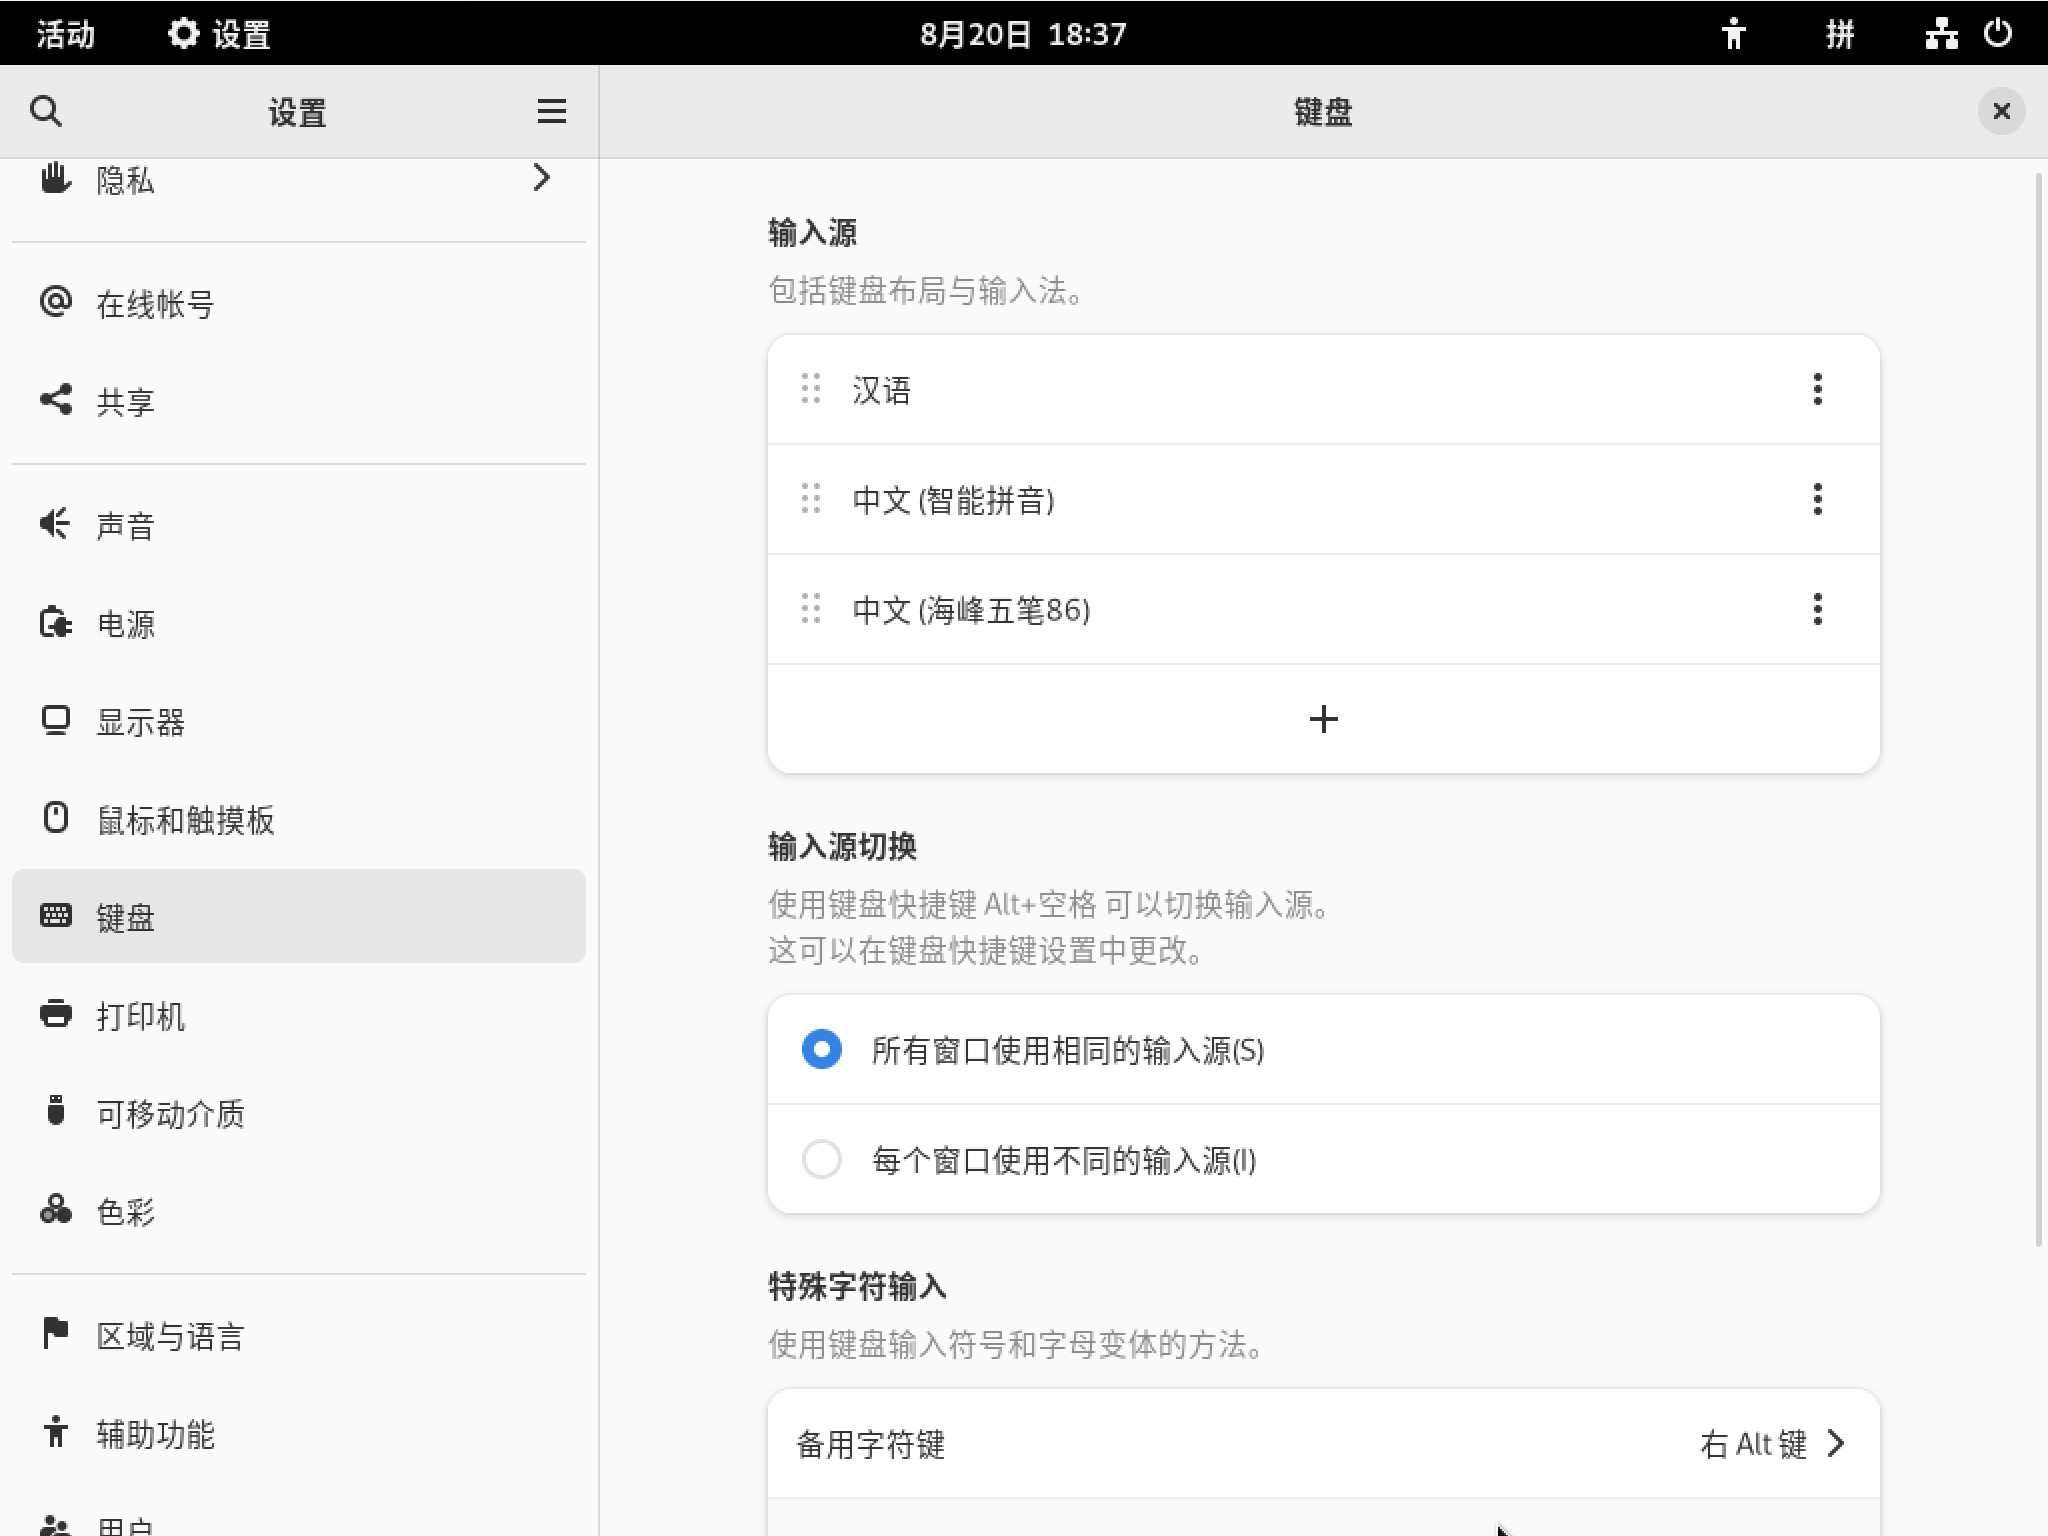 活动
设置
8月20日 18:37
拼
设置
键盘
隐私
在线帐号
共享
声音
电源
显示器
鼠标和触摸板
键盘
打印机
可移动介质
色彩
区域与语言
辅助功能
用户
输入源
包括键盘布局与输入法。
汉语
中文 (智能拼音)
中文 (海峰五笔86)
输入源切换
使用键盘快捷键 Alt+空格 可以切换输入源。
这可以在键盘快捷键设置中更改。
所有窗口使用相同的输入源(S)
每个窗口使用不同的输入源(I)
特殊字符输入
使用键盘输入符号和字母变体的方法。
备用字符键
右 Alt 键